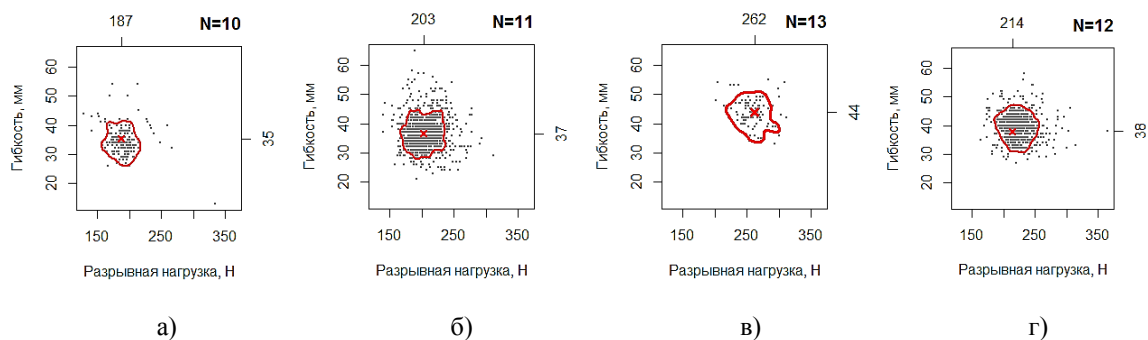 187 N=10
Гибкость, мм
60
50
40
30
20
35
150 250 350
Разрывная нагрузка, Н
а)
203 N=11
Гибкость, мм
60
50
40
30
20
37
150 250 350
Разрывная нагрузка, Н
б)
262 N=13
Гибкость, мм
60
50
40
30
20
44
150 250 350
Разрывная нагрузка, Н
в)
214 N=12
Гибкость, мм
60
50
40
30
20
38
150 250 350
Разрывная нагрузка, Н
г)